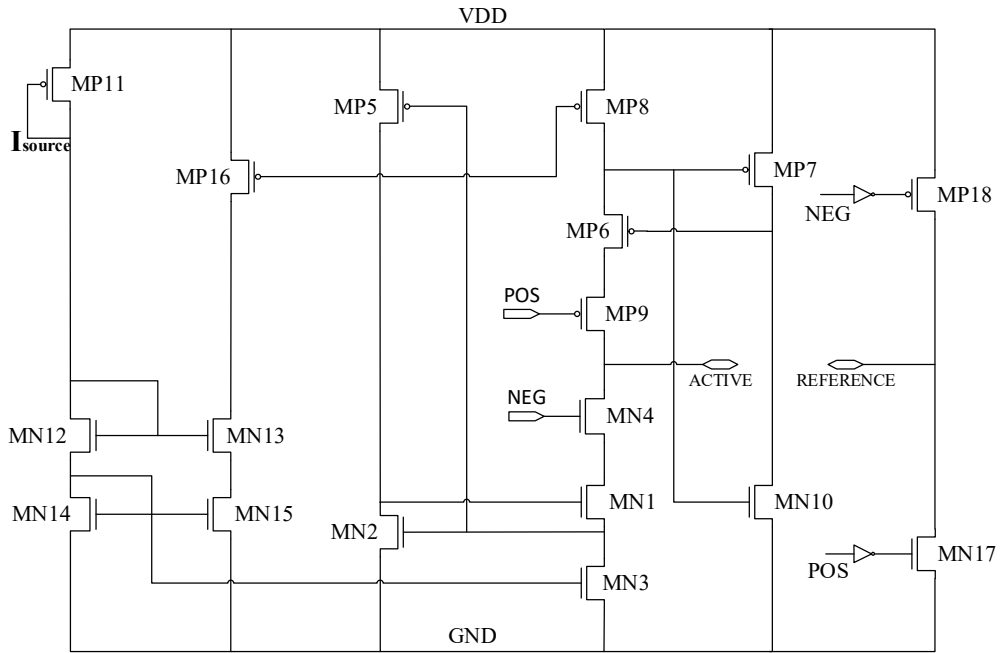 VDD
MP11
MP5
MP8
Isource
MP16
MP7
NEG
MP18
MP6
POS
MP9
ACTIVE
REFERENCE
NEG
MN12
MN13
MN4
MN14
MN15
MN2
MN1
MN10
POS
MN17
MN3
GND